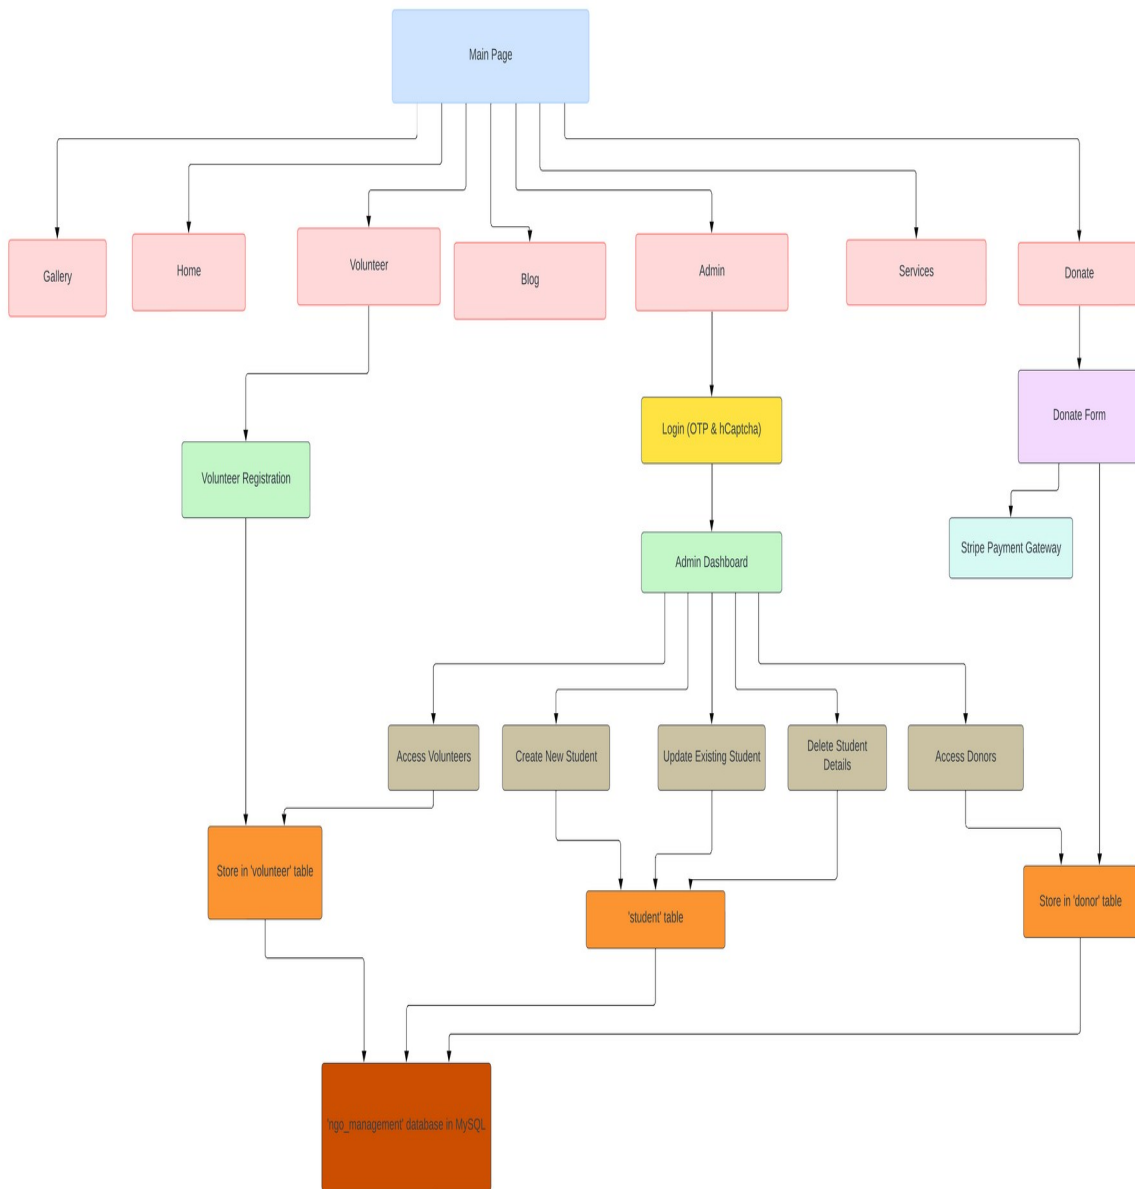 Main Page
Gallery
Home
Volunteer
Blog
Admin
Services
Donate
Login (OTP & hCaptcha)
Donate Form
Volunteer Registration
Stripe Payment Gateway
Admin Dashboard
Access Volunteers
Create New Student
Update Existing Student
Delete Student
Details
Access Donors
Store in 'volunteer' table
'student' table
Store in 'donor' table
'ngo_management' database in MySQL